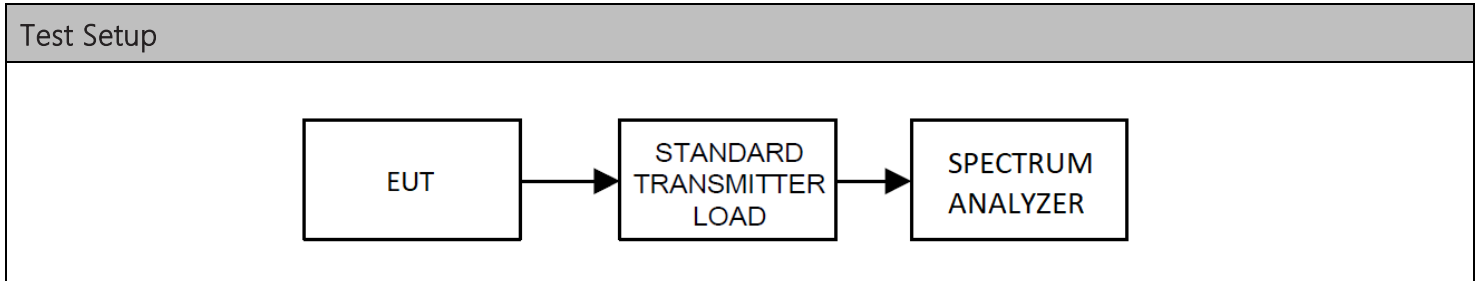 Test Setup
EUT
STANDARD
TRANSMITTER
LOAD
SPECTRUM
ANALYZER